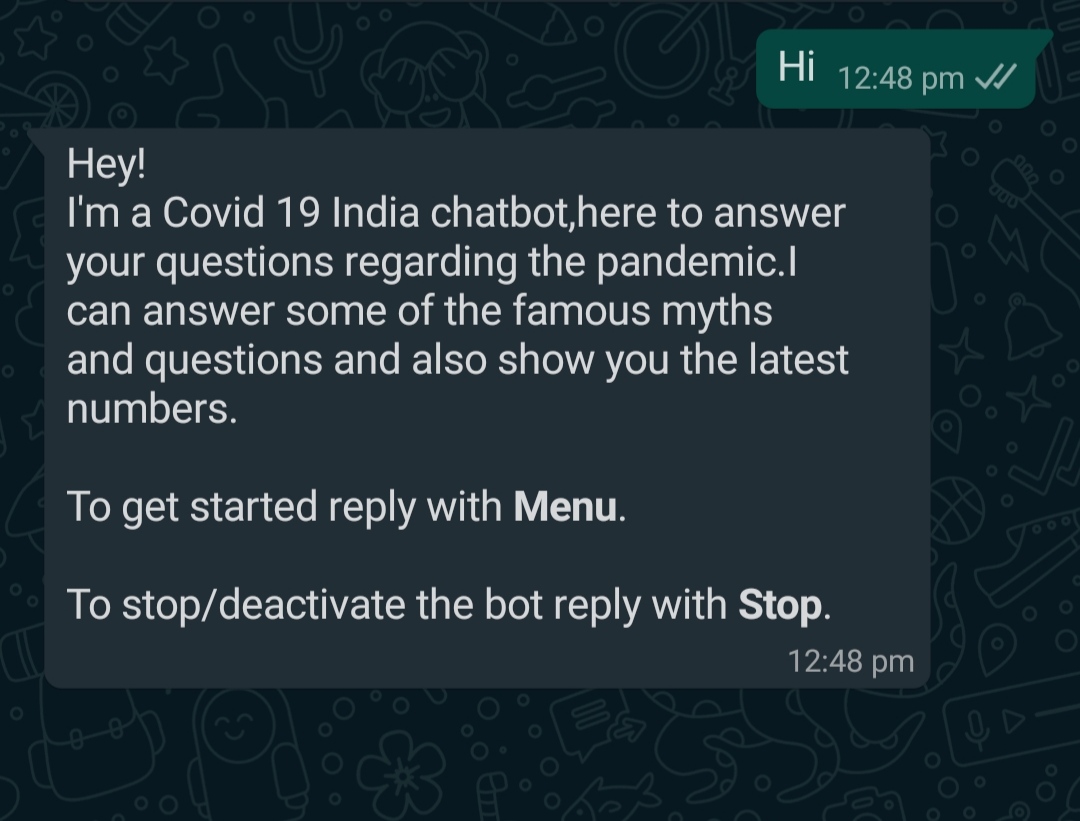 Hi 12:48 pm
Hey!
I'm a Covid 19 India chatbot,here to answer
your questions regarding the pandemic.I
can answer some of the famous myths
and questions and also show you the latest
numbers.
To get started reply with Menu.
To stop/deactivate the bot reply with Stop.
12:48 pm